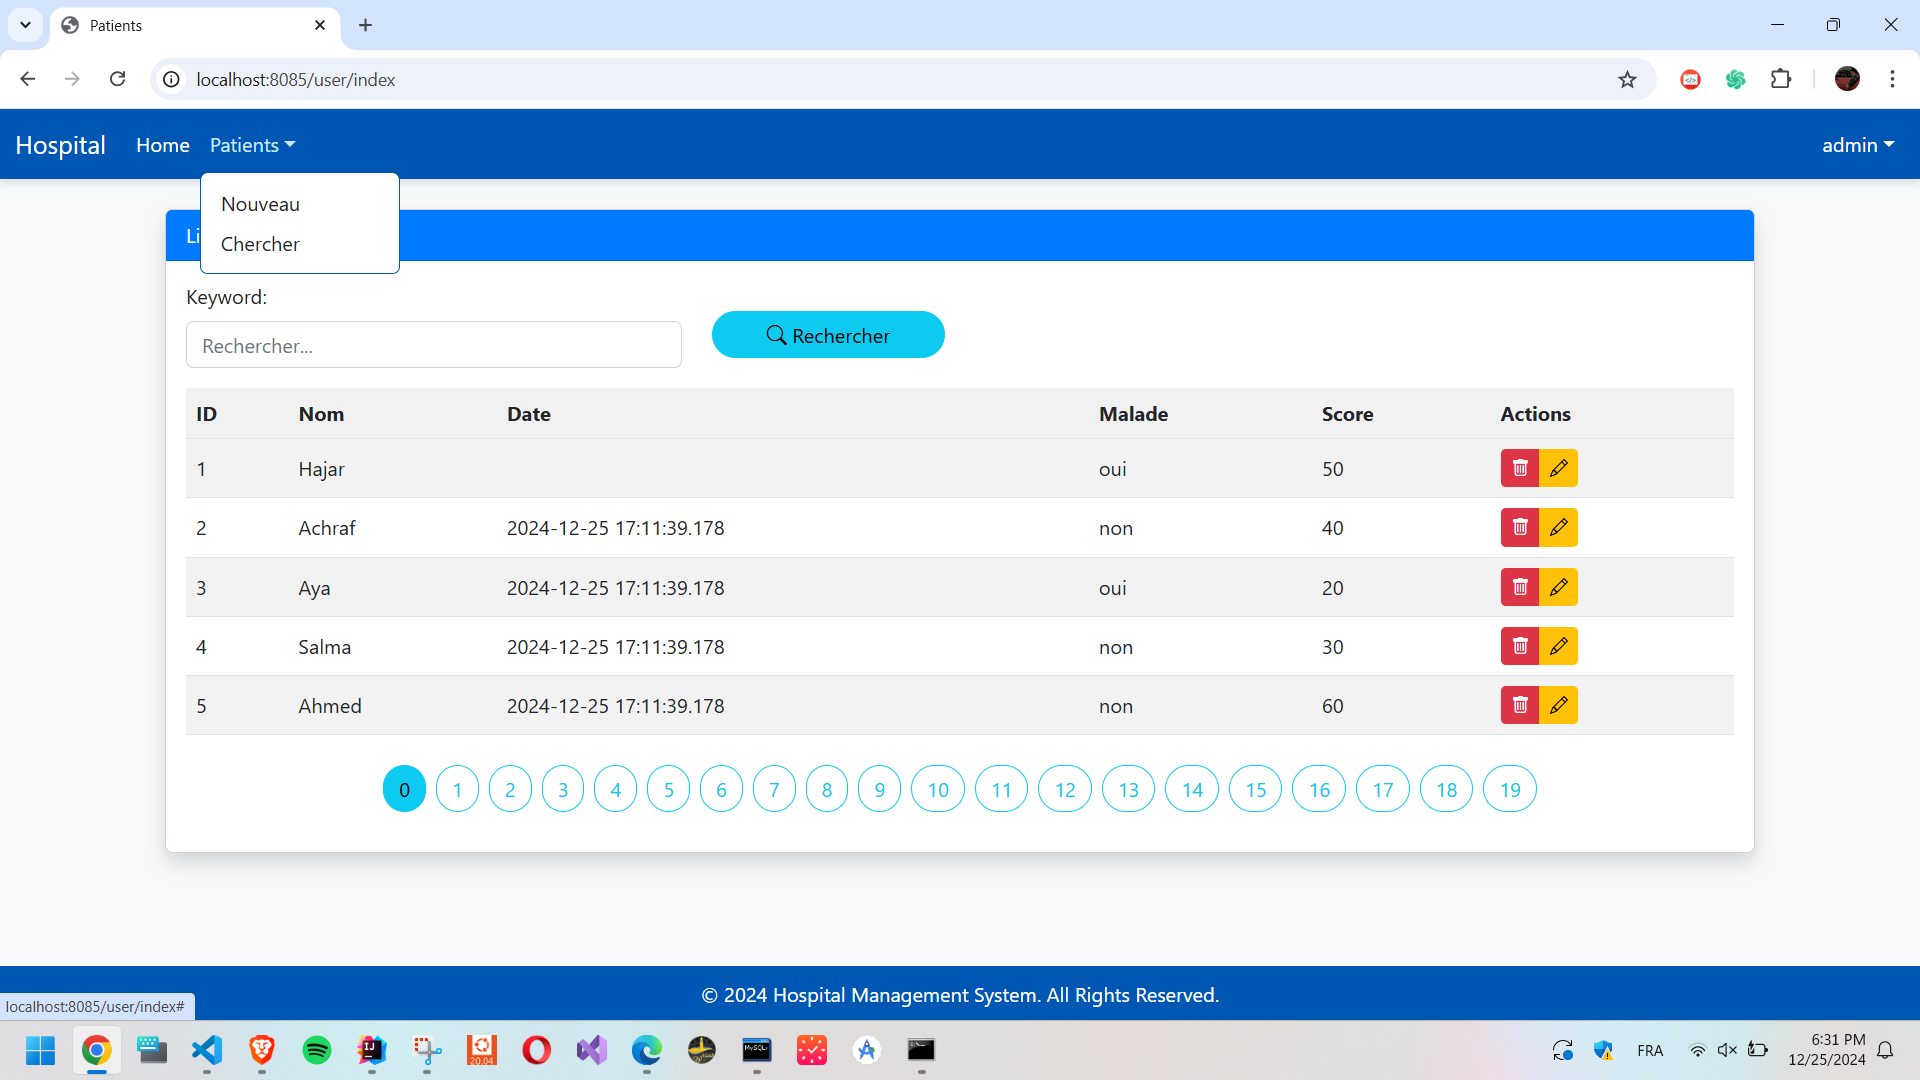 Patients
localhost:8085/user/index
Hospital Home Patients admin
Nouveau
Li
Chercher
Keyword:
Rechercher... Rechercher
ID Nom Date Malade Score Actions
1 Hajar oui 50
2 Achraf 2024-12-25 17:11:39.178 non 40
3 Aya 2024-12-25 17:11:39.178 oui 20
4 Salma 2024-12-25 17:11:39.178 non 30
5 Ahmed 2024-12-25 17:11:39.178 non 60
0 1 2 3 4 5 6 7 8 9 10 11 12 13 14 15 16 17 18 19
© 2024 Hospital Management System. All Rights Reserved.
localhost:8085/user/index#
IJ
20.04
MySQL
FRA
6:31 PM
12/25/2024